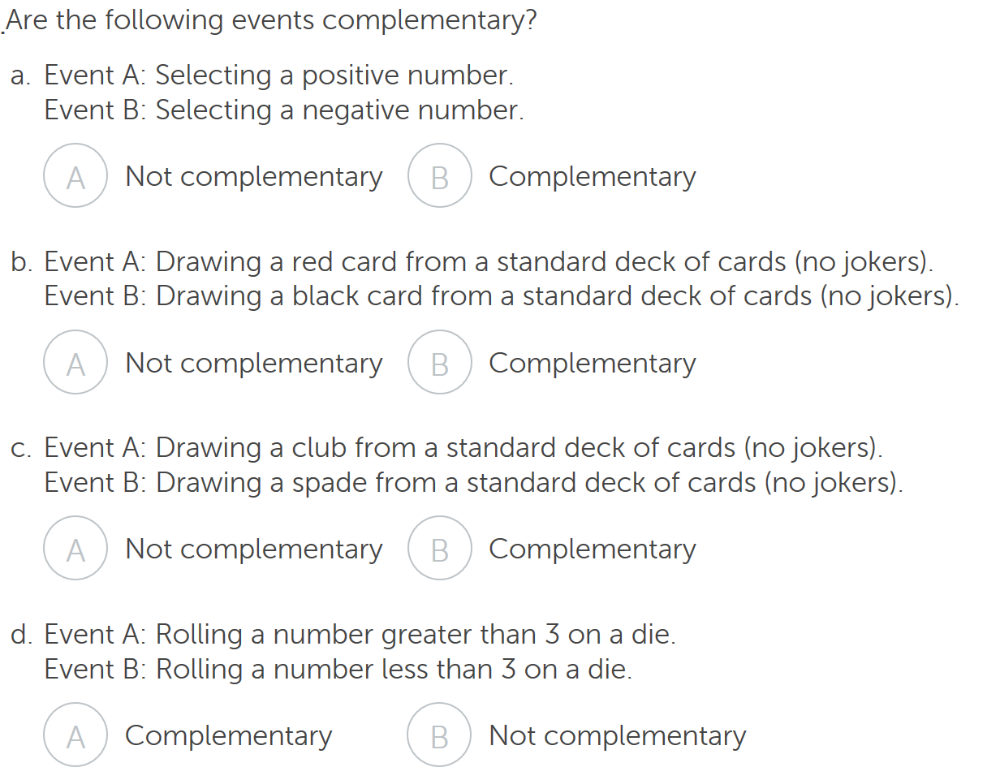 Are the following events complementary?
a. Event A: Selecting a positive number.
Event B: Selecting a negative number.
A Not complementary B Complementary
b. Event A: Drawing a red card from a standard deck of cards (no jokers).
Event B: Drawing a black card from a standard deck of cards (no jokers).
A Not complementary B Complementary
c. Event A: Drawing a club from a standard deck of cards (no jokers).
Event B: Drawing a spade from a standard deck of cards (no jokers).
A Not complementary B Complementary
d. Event A: Rolling a number greater than 3 on a die.
Event B: Rolling a number less than 3 on a die.
A Complementary B Not complementary